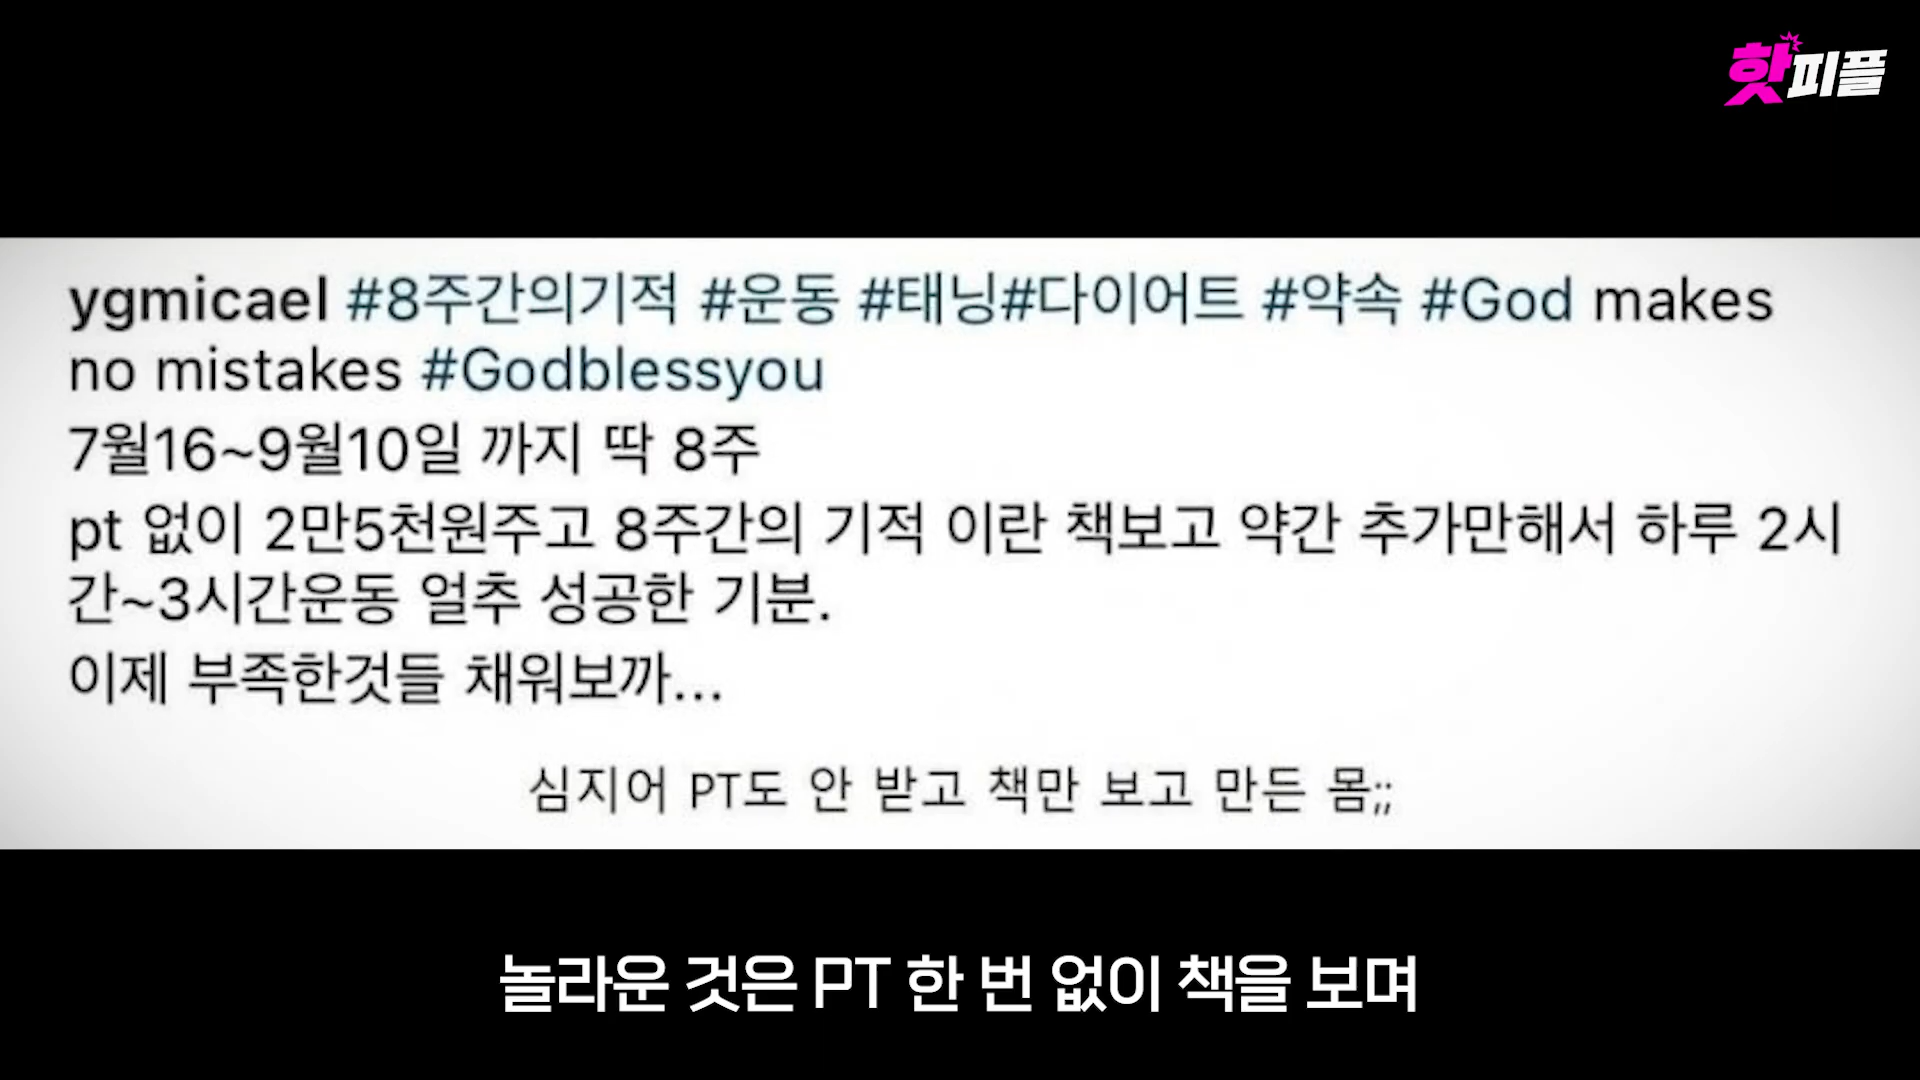 핫피플
ygmicael #8주간의기적 #운동 #태닝#다이어트 #약속 #God makes
no mistakes #Godblessyou
7월16~9월10일 까지 딱 8주
pt 없이 2만5천원주고 8주간의 기적 이란 책보고 약간 추가만해서 하루 2시
간~3시간운동 얼추 성공한 기분.
이제 부족한것들 채워보까...
심지어 PT도 안 받고 책만 보고 만든 몸;;
놀라운 것은 PT 한 번 없이 책을 보며